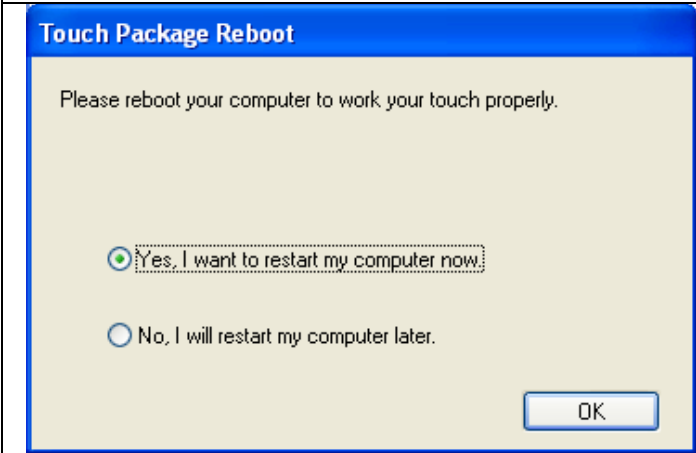 Touch Package Reboot
Please reboot your computer to work your touch properly.
Yes, I want to restart my computer now.
No, I will restart my computer later.
OK